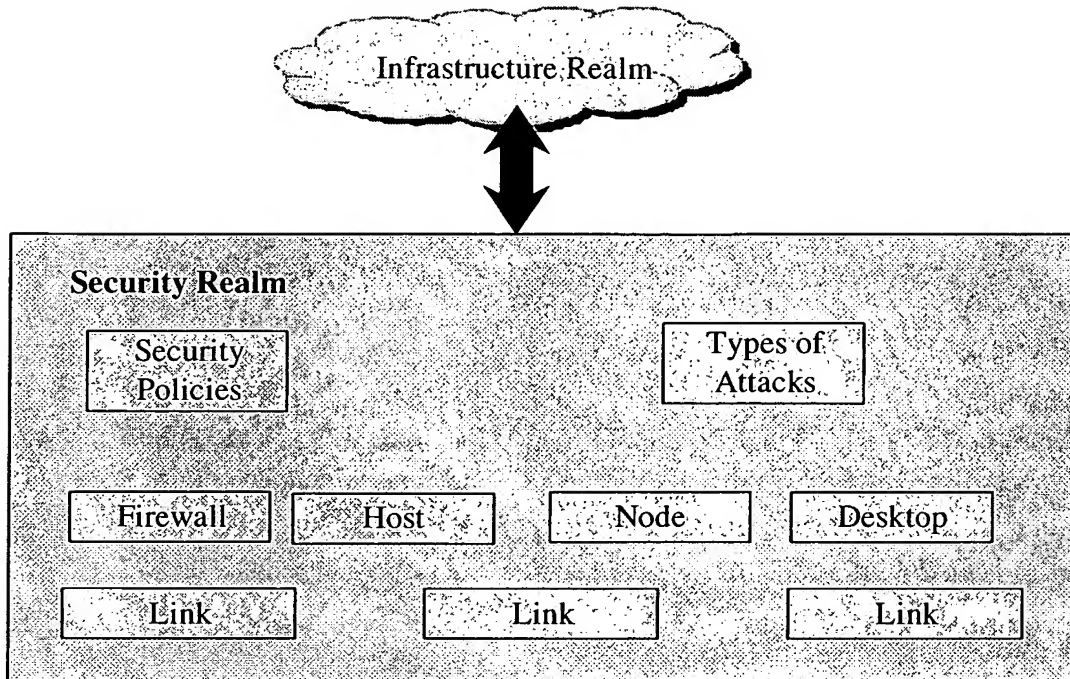 Infrastructure Realm
Security Realm
Security
Policies
Types of
Attacks
Firewall
Host
Node
Desktop
Link
Link
Link